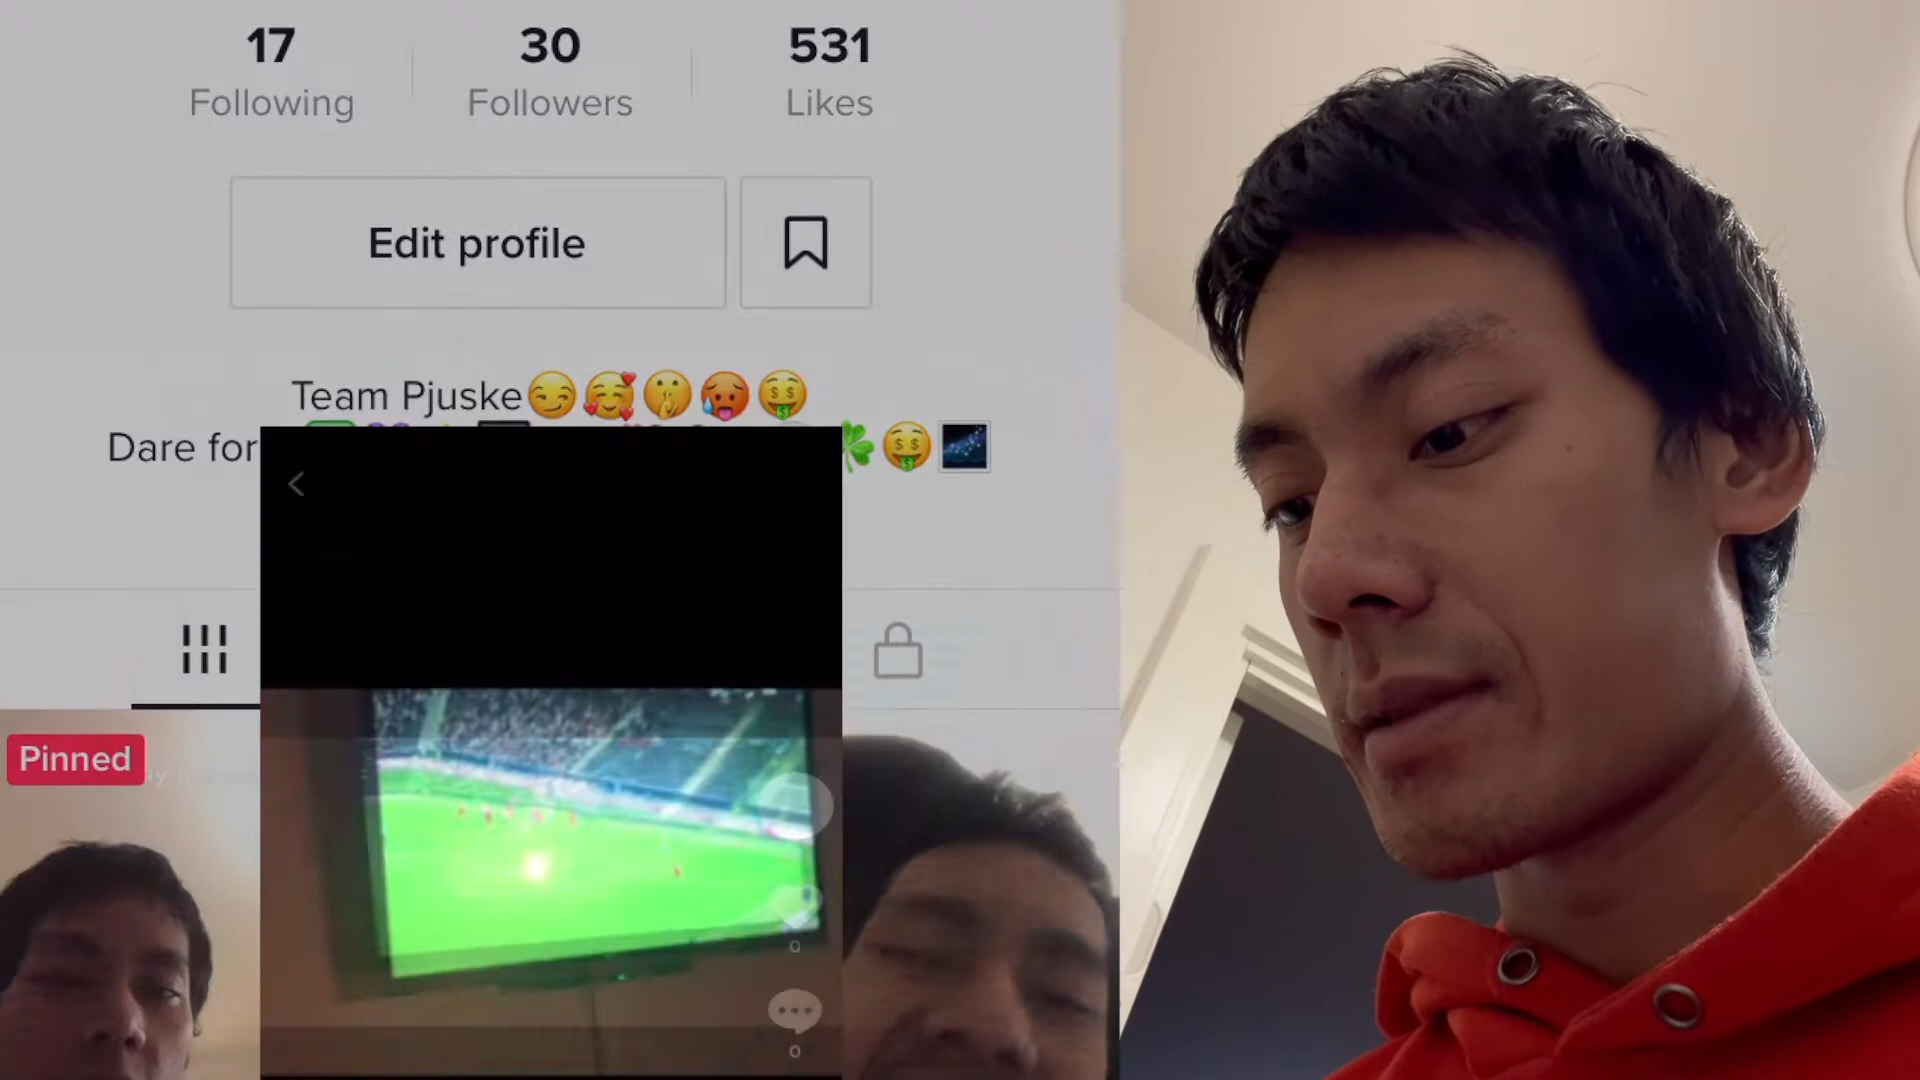 17 30 531
Following Followers Likes
Edit profile
Team Pjuske😏🥰🤫🥵🤑
Dare for ☘️🤑🌌
Pinned
0
0